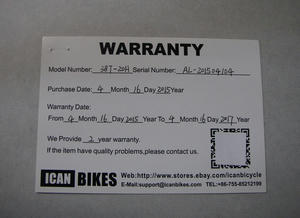 WARRANTY
Model Number: 387-20H Serial Number: AL-201504104
Purchase Date: 4 Month 16 Day 2015 Year
Warranty Date:
From 4 Month 16 Day 2015 Year To 4 Month 16 Day 2017 Year
We Provide 2 year warranty.
If the item have quality problems,please contact us.
ICAN BIKES
Web:http://www.stores.ebay.com/icanbicycle
E-Mail:support@icanbikes.com TEL:+86-755-85212199